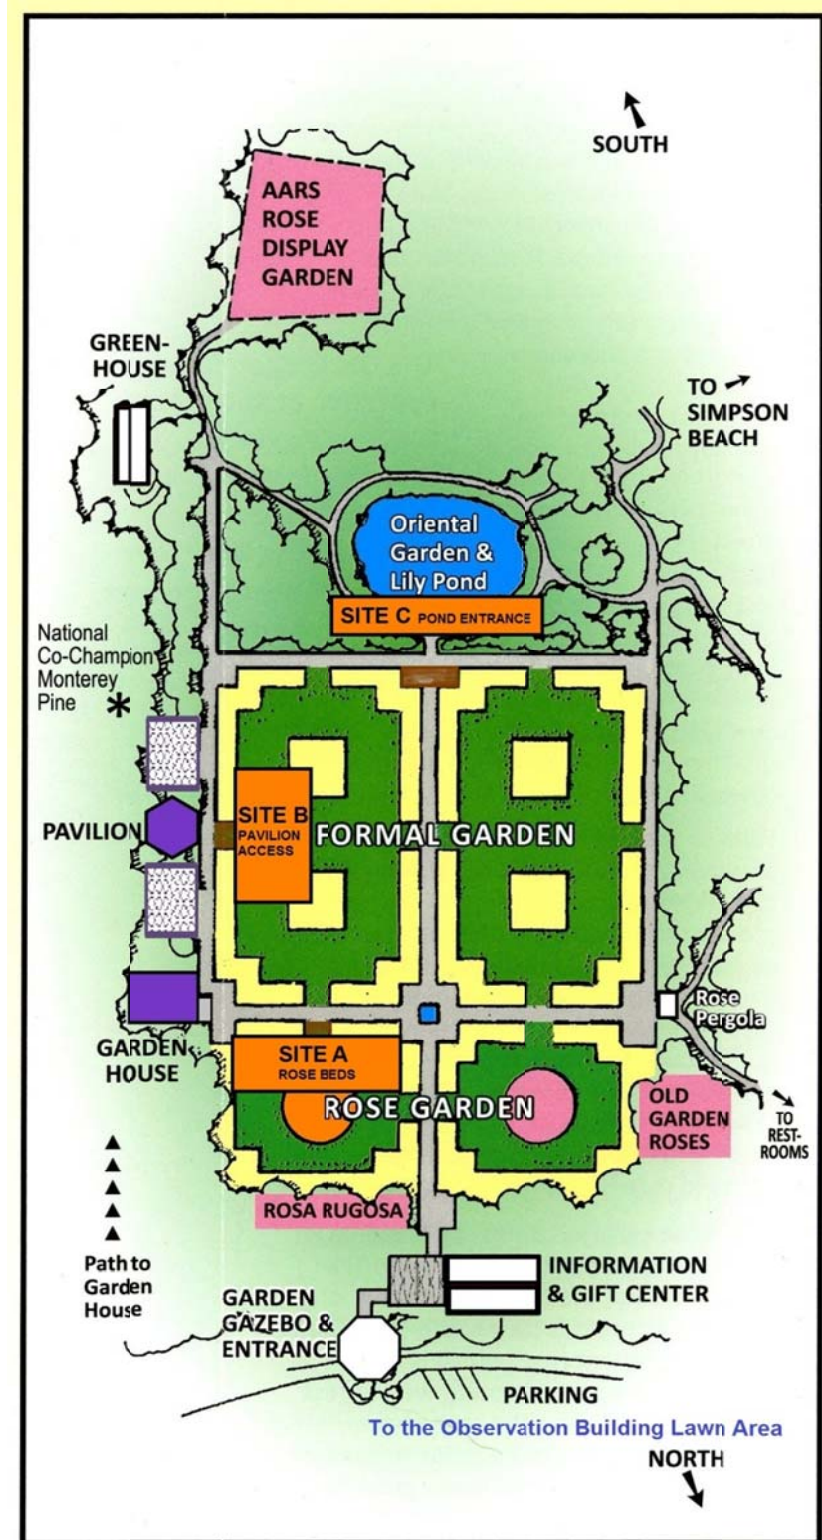 SOUTH
AARS
ROSE
DISPLAY
GARDEN
GREEN-
HOUSE
TO
SIMPSON
BEACH
Oriental
Garden &
Lily Pond
SITE C POND ENTRANCE
National
Co-Champion
Monterey
Pine *
SITE B
PAVILION
ACCESS
PAVILION
FORMAL GARDEN
Rose
Pergola
GARDEN
HOUSE
SITE A
ROSE BEDS
ROSE GARDEN
OLD
GARDEN
ROSES
TO
REST-
ROOMS
ROSA RUGOSA
Path to
Garden
House
INFORMATION
& GIFT CENTER
GARDEN
GAZEBO &
ENTRANCE
PARKING
To the Observation Building Lawn Area
NORTH